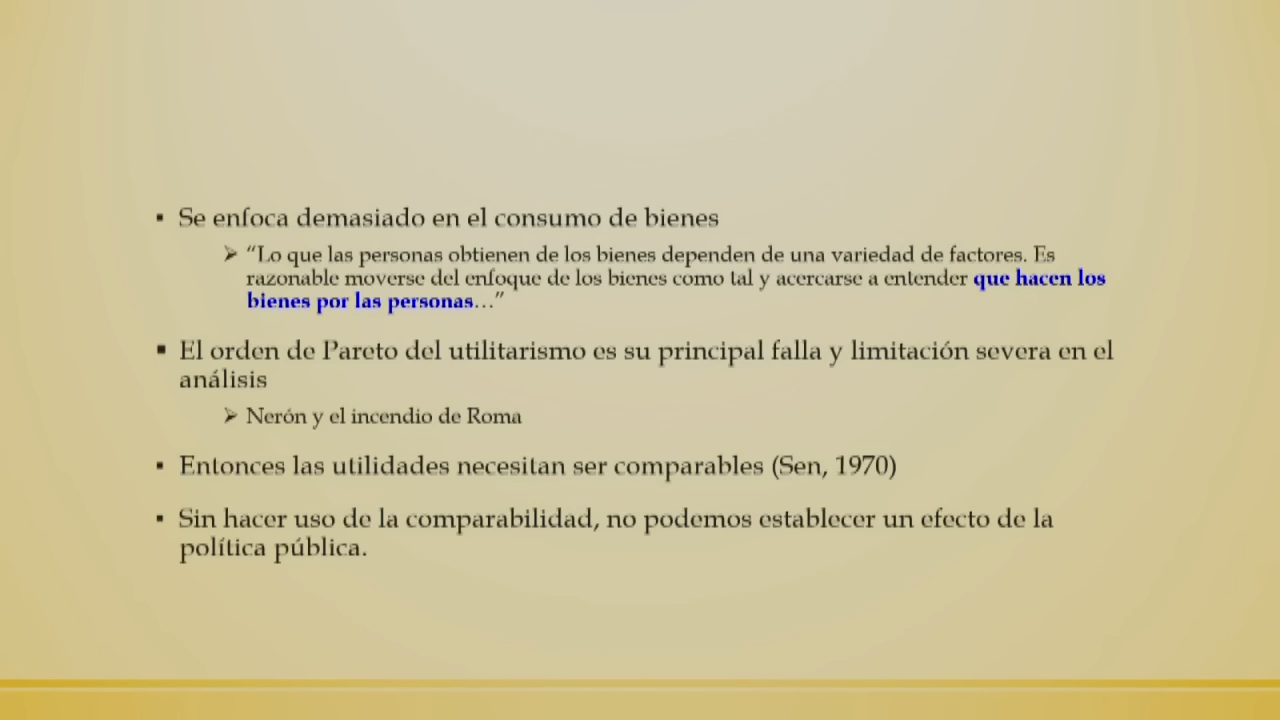 ▪ Se enfoca demasiado en el consumo de bienes
➢ “Lo que las personas obtienen de los bienes dependen de una variedad de factores. Es
razonable moverse del enfoque de los bienes como tal y acercarse a entender que hacen los
bienes por las personas…”
▪ El orden de Pareto del utilitarismo es su principal falla y limitación severa en el
análisis
➢ Nerón y el incendio de Roma
▪ Entonces las utilidades necesitan ser comparables (Sen, 1970)
▪ Sin hacer uso de la comparabilidad, no podemos establecer un efecto de la
política pública.